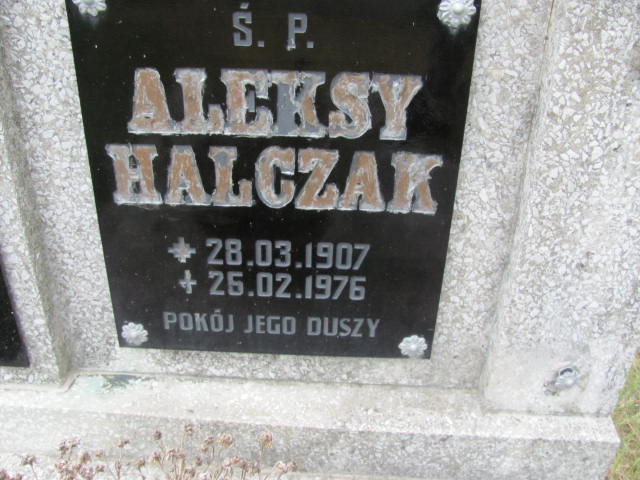 Ś. P.
ALEKSY
HALCZAK
* 28.03.1907
+ 26.02.1976
POKÓJ JEGO DUSZY